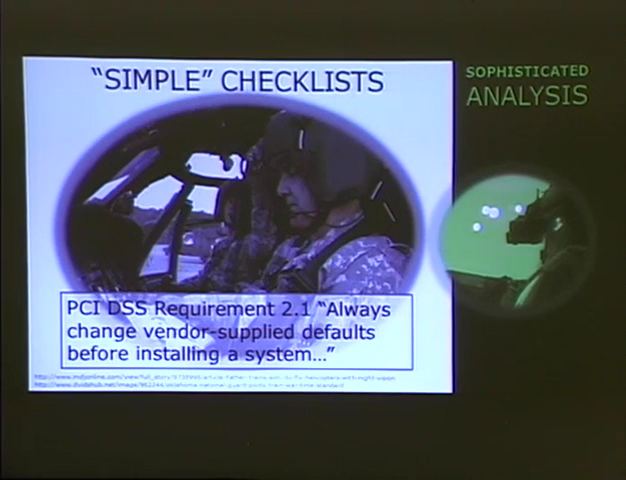 "SIMPLE" CHECKLISTS
SOPHISTICATED
ANALYSIS
PCI DSS Requirement 2.1 "Always
change vendor-supplied defaults
before installing a system..."